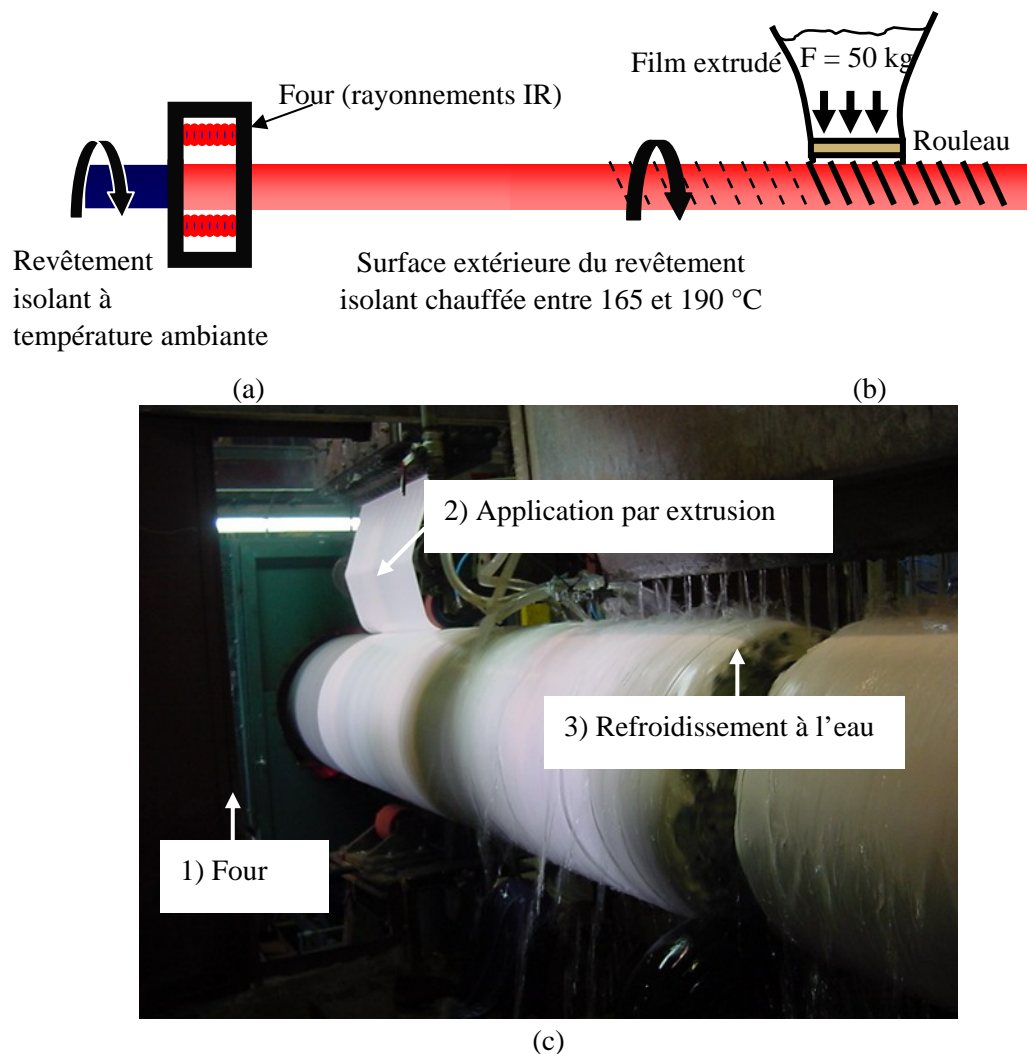 Film extrudé
F = 50 kg
Four (rayonnements IR)
Rouleau
Revêtement
isolant à
température ambiante
Surface extérieure du revêtement
isolant chauffée entre 165 et 190 °C
(a)
(b)
2) Application par extrusion
3) Refroidissement à l’eau
1) Four
(c)